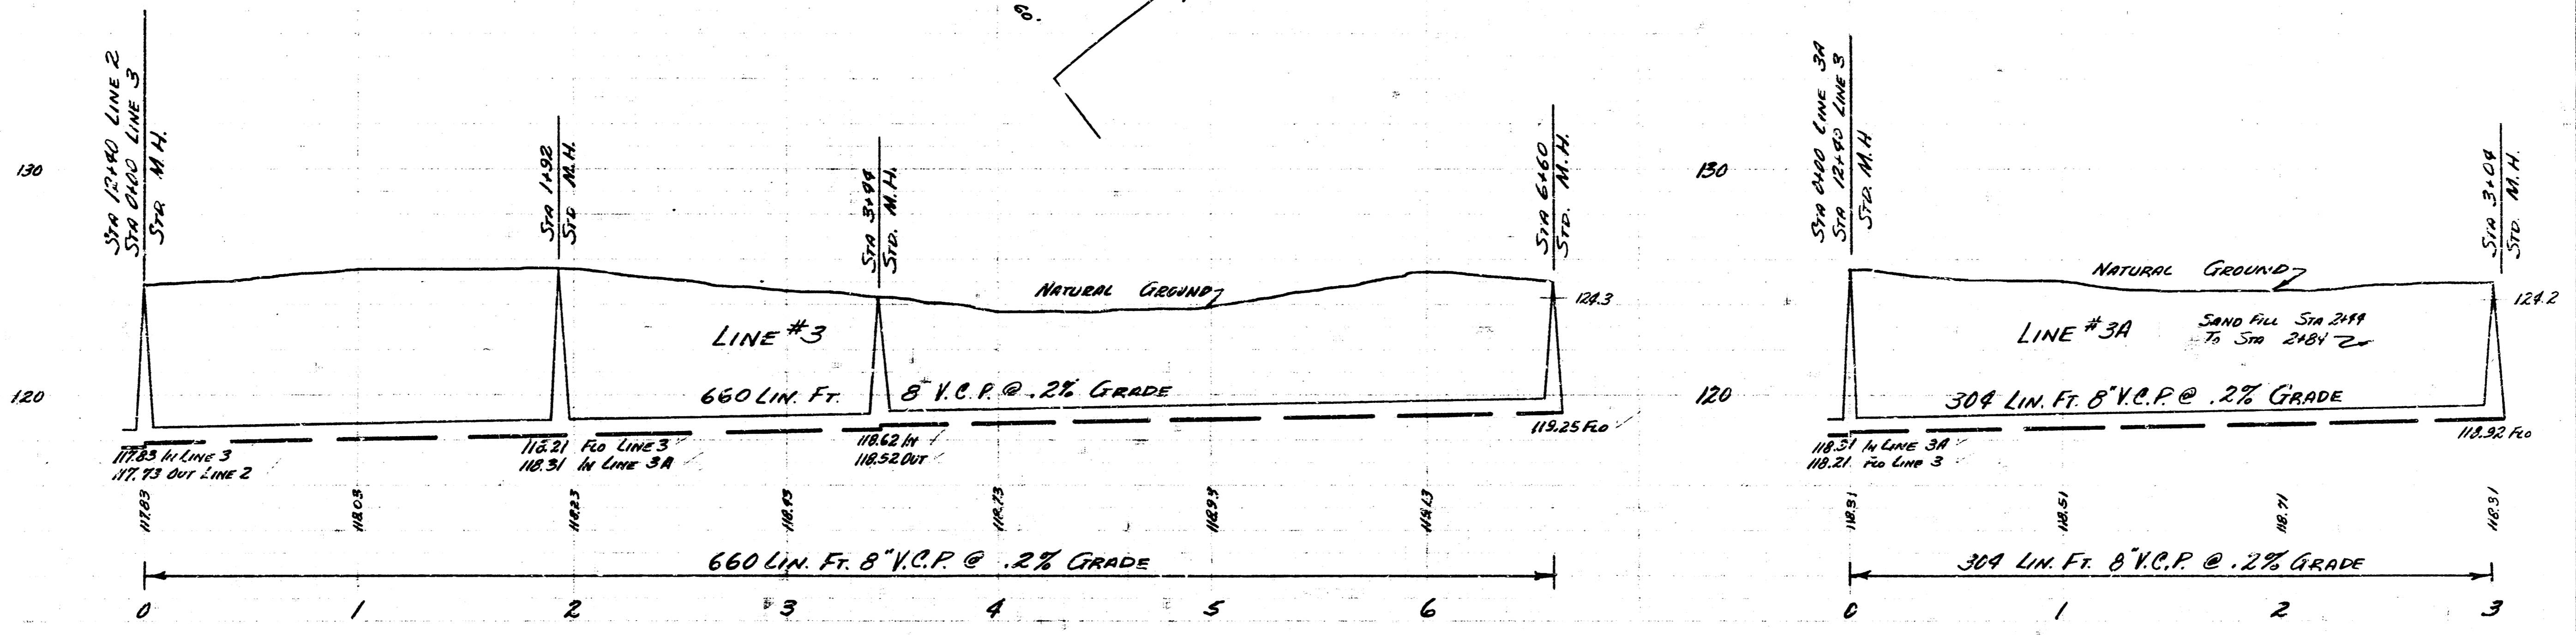 STA 12+40 LINE 2
STA 0+00 LINE 3
STD. M.H.
STA 1+92
STD M.H.
STA 3+44
STD. M.H.
STA 6+60
STD. M.H.
130
120
NATURAL GROUND
124.3
LINE #3
660 LIN. FT. 8" V.C.P. @ .2% GRADE
117.83 IN LINE 3
117.73 OUT LINE 2
118.21 FLO LINE 3
118.31 IN LINE 3A
118.62 IN
118.52 OUT
119.25 FLO
117.83
118.03
118.23
118.43
118.73
118.93
119.13
660 LIN. FT. 8" V.C.P. @ .2% GRADE
0 1 2 3 4 5 6
STA 0+00 LINE 3A
STA 12+40 LINE 3
STD. M.H
STA 3+04
STD. M.H.
130
120
NATURAL GROUND
124.2
LINE #3A
SAND FILL STA 2+44
TO STA 2+84
304 LIN. FT. 8" V.C.P. @ .2% GRADE
118.31 IN LINE 3A
118.21 FLO LINE 3
118.92 FLO
118.31
118.51
118.71
118.91
304 LIN. FT. 8" V.C.P. @ .2% GRADE
0 1 2 3